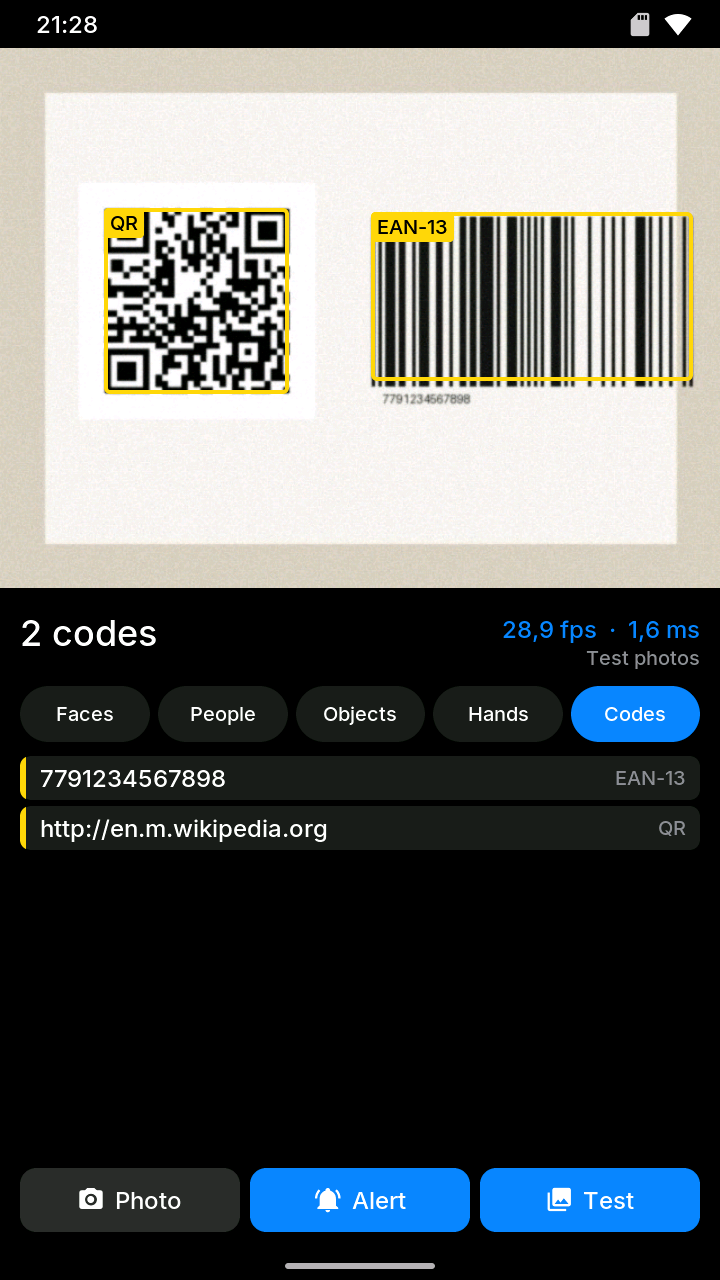 21:28
QR
EAN-13
7791234567898
2 codes
28,9 fps · 1,6 ms
Test photos
Faces
People
Objects
Hands
Codes
7791234567898
EAN-13
http://en.m.wikipedia.org
QR
Photo
Alert
Test